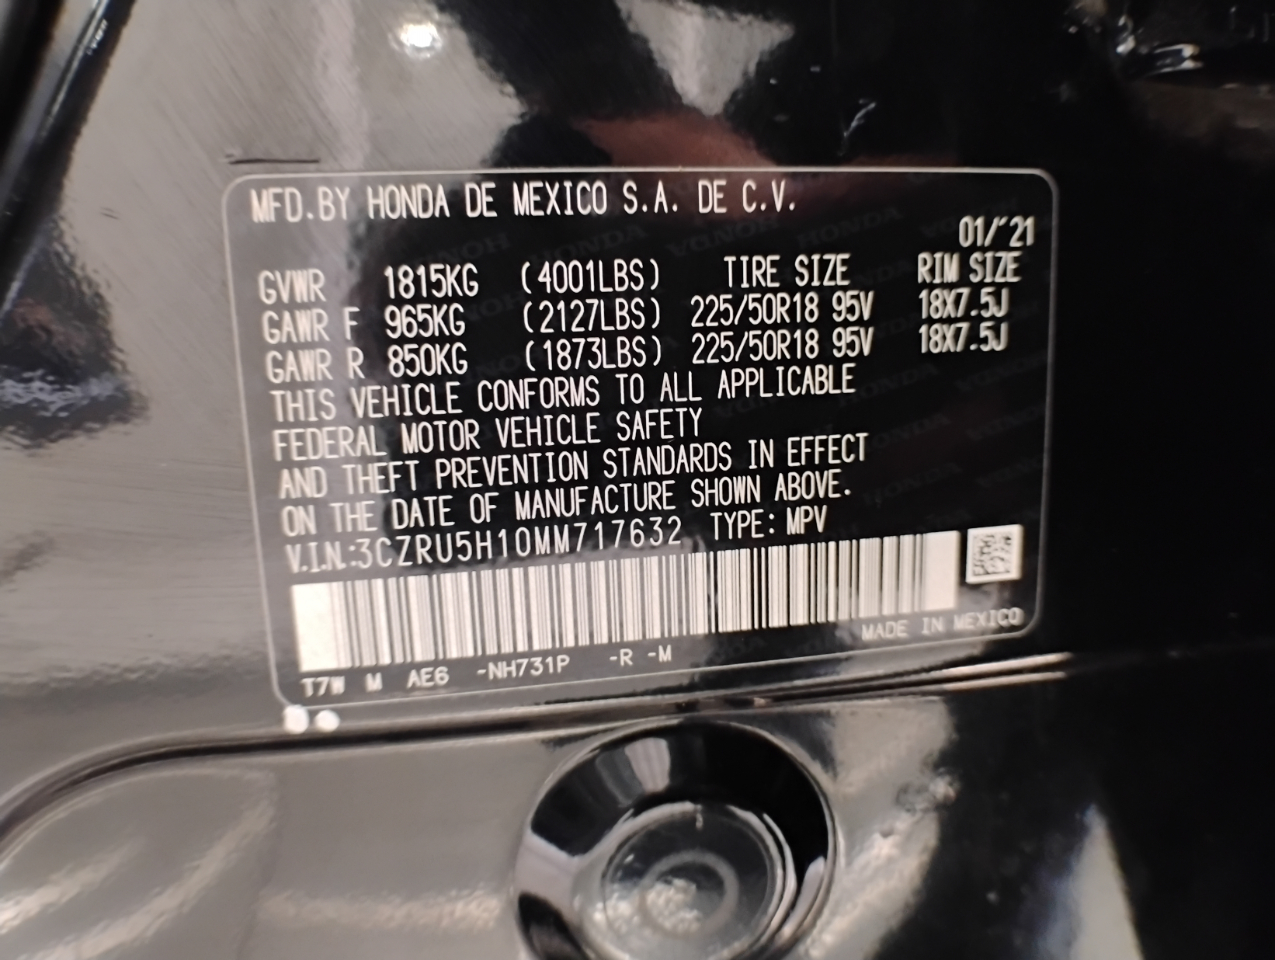 MFD.BY HONDA DE MEXICO S.A. DE C.V.
01/'21
GVWR 1815KG (4001LBS) TIRE SIZE RIM SIZE
GAWR F 965KG (2127LBS) 225/50R18 95V 18X7.5J
GAWR R 850KG (1873LBS) 225/50R18 95V 18X7.5J
THIS VEHICLE CONFORMS TO ALL APPLICABLE
FEDERAL MOTOR VEHICLE SAFETY
AND THEFT PREVENTION STANDARDS IN EFFECT
ON THE DATE OF MANUFACTURE SHOWN ABOVE.
V.I.N.:3CZRU5H10MM717632 TYPE: MPV
MADE IN MEXICO
T7W M AE6 -NH731P -R -M